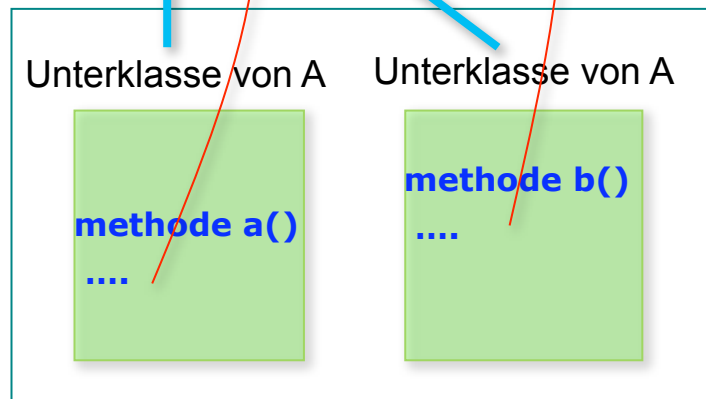 Unterklasse von A
methode a()
....
Unterklasse von A
methode b()
....